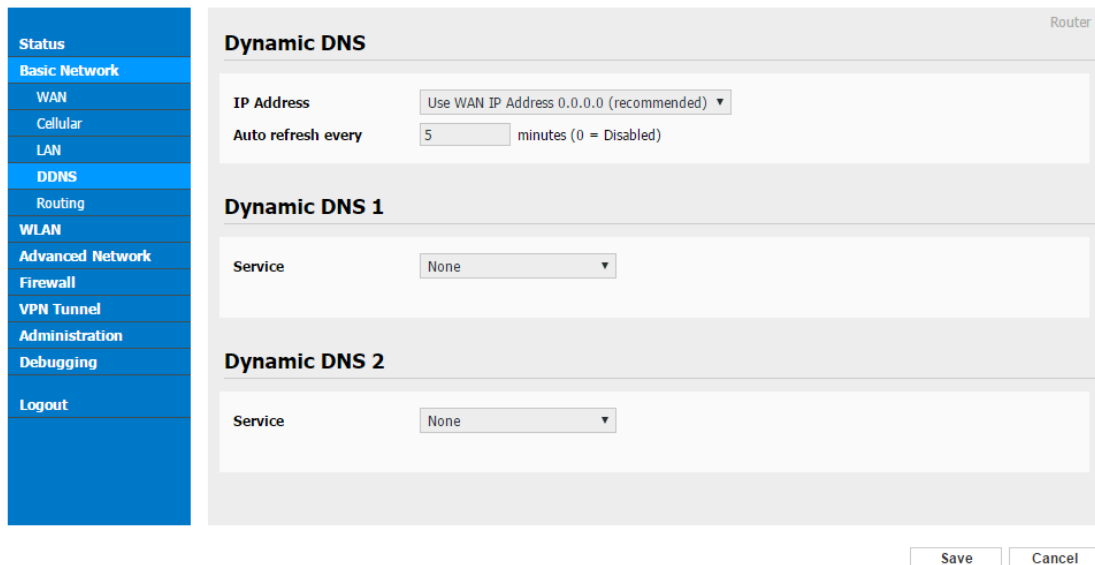 Router
Status
Basic Network
WAN
Cellular
LAN
DDNS
Routing
WLAN
Advanced Network
Firewall
VPN Tunnel
Administration
Debugging
Logout
Dynamic DNS
IP Address Use WAN IP Address 0.0.0.0 (recommended)
Auto refresh every 5 minutes (0 = Disabled)
Dynamic DNS 1
Service None
Dynamic DNS 2
Service None
Save Cancel